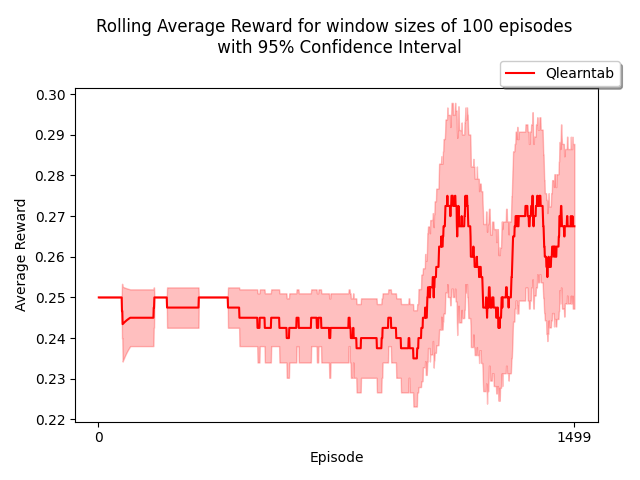 Rolling Average Reward for window sizes of 100 episodes
with 95% Confidence Interval
Qlearntab
0.30
0.29
0.28
0.27
0.26
0.25
0.24
0.23
0.22
Average Reward
0
1499
Episode